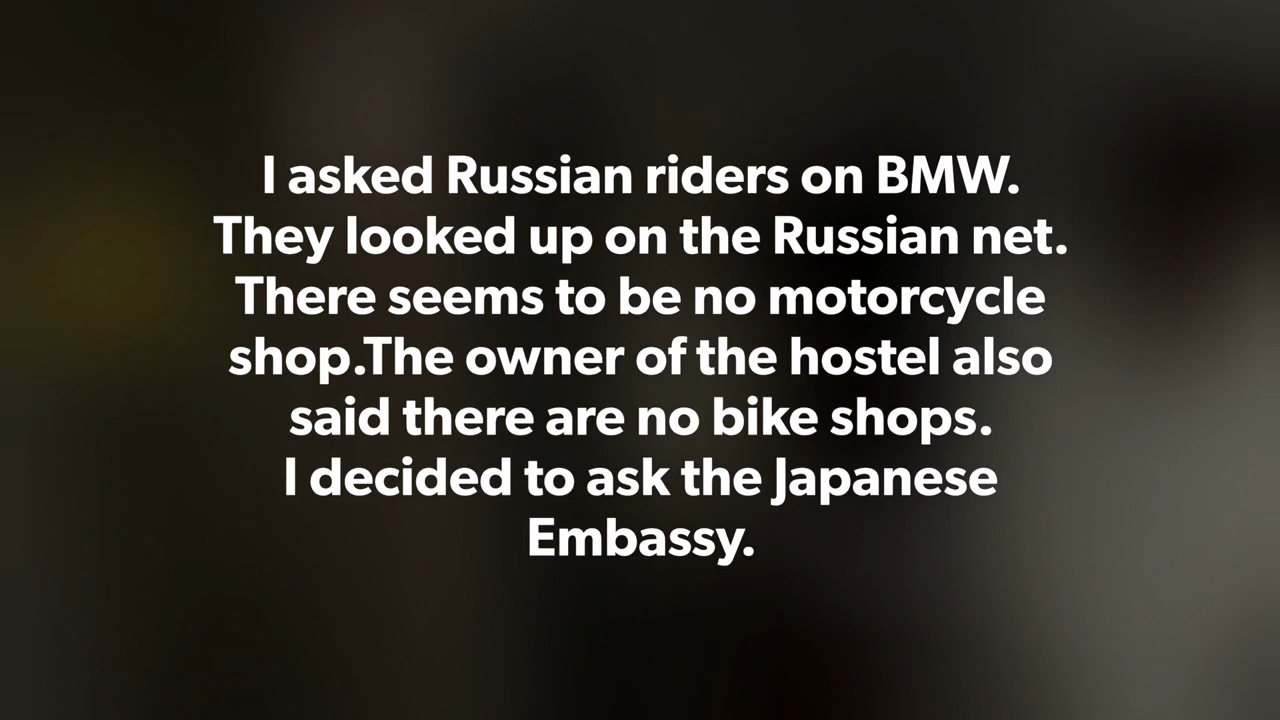 I asked Russian riders on BMW.
They looked up on the Russian net.
There seems to be no motorcycle
shop.The owner of the hostel also
said there are no bike shops.
I decided to ask the Japanese
Embassy.